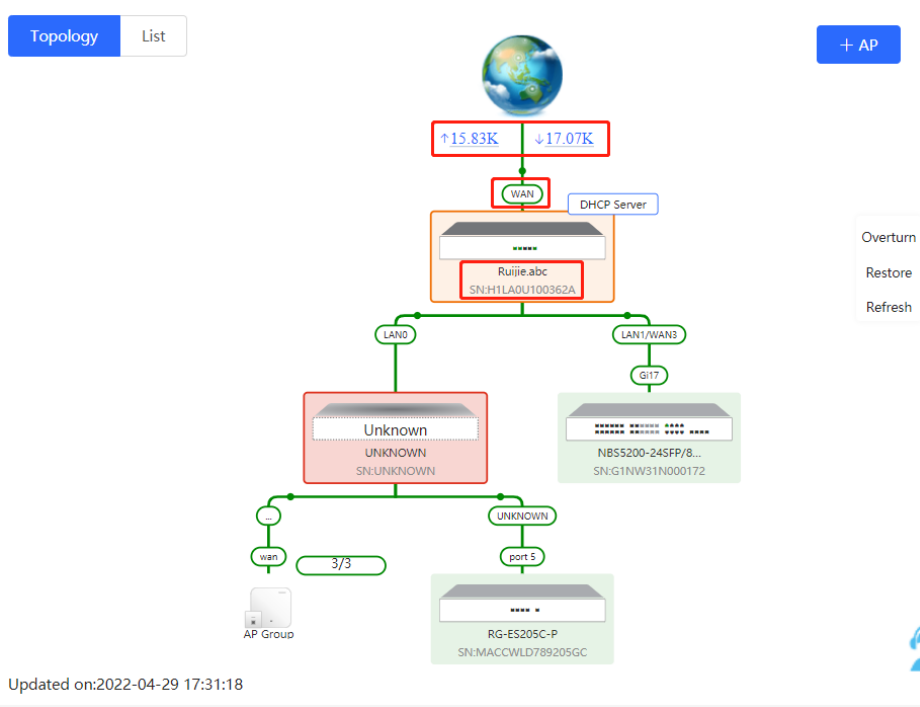 Topology
List
+ AP
↑15.83K
↓17.07K
WAN
DHCP Server
Ruijie.abc
SN:H1LA0U100362A
Overturn
Restore
Refresh
LAN0
LAN1/WAN3
Gi17
Unknown
UNKNOWN
SN:UNKNOWN
NBS5200-24SFP/8...
SN:G1NW31N000172
...
UNKNOWN
wan
3/3
port 5
AP Group
RG-ES205C-P
SN:MACCWLD789205GC
Updated on:2022-04-29 17:31:18